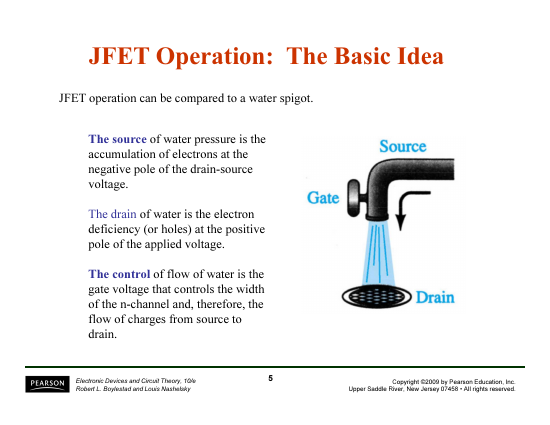 JFET Operation: The Basic Idea
JFET operation can be compared to a water spigot.
The source of water pressure is the
accumulation of electrons at the
negative pole of the drain-source
voltage.
The drain of water is the electron
deficiency (or holes) at the positive
pole of the applied voltage.
The control of flow of water is the
gate voltage that controls the width
of the n-channel and, therefore, the
flow of charges from source to
drain.
Source
Gate
Drain
PEARSON
Electronic Devices and Circuit Theory, 10/e
Robert L. Boylestad and Louis Nashelsky
5
Copyright ©2009 by Pearson Education, Inc.
Upper Saddle River, New Jersey 07458 • All rights reserved.